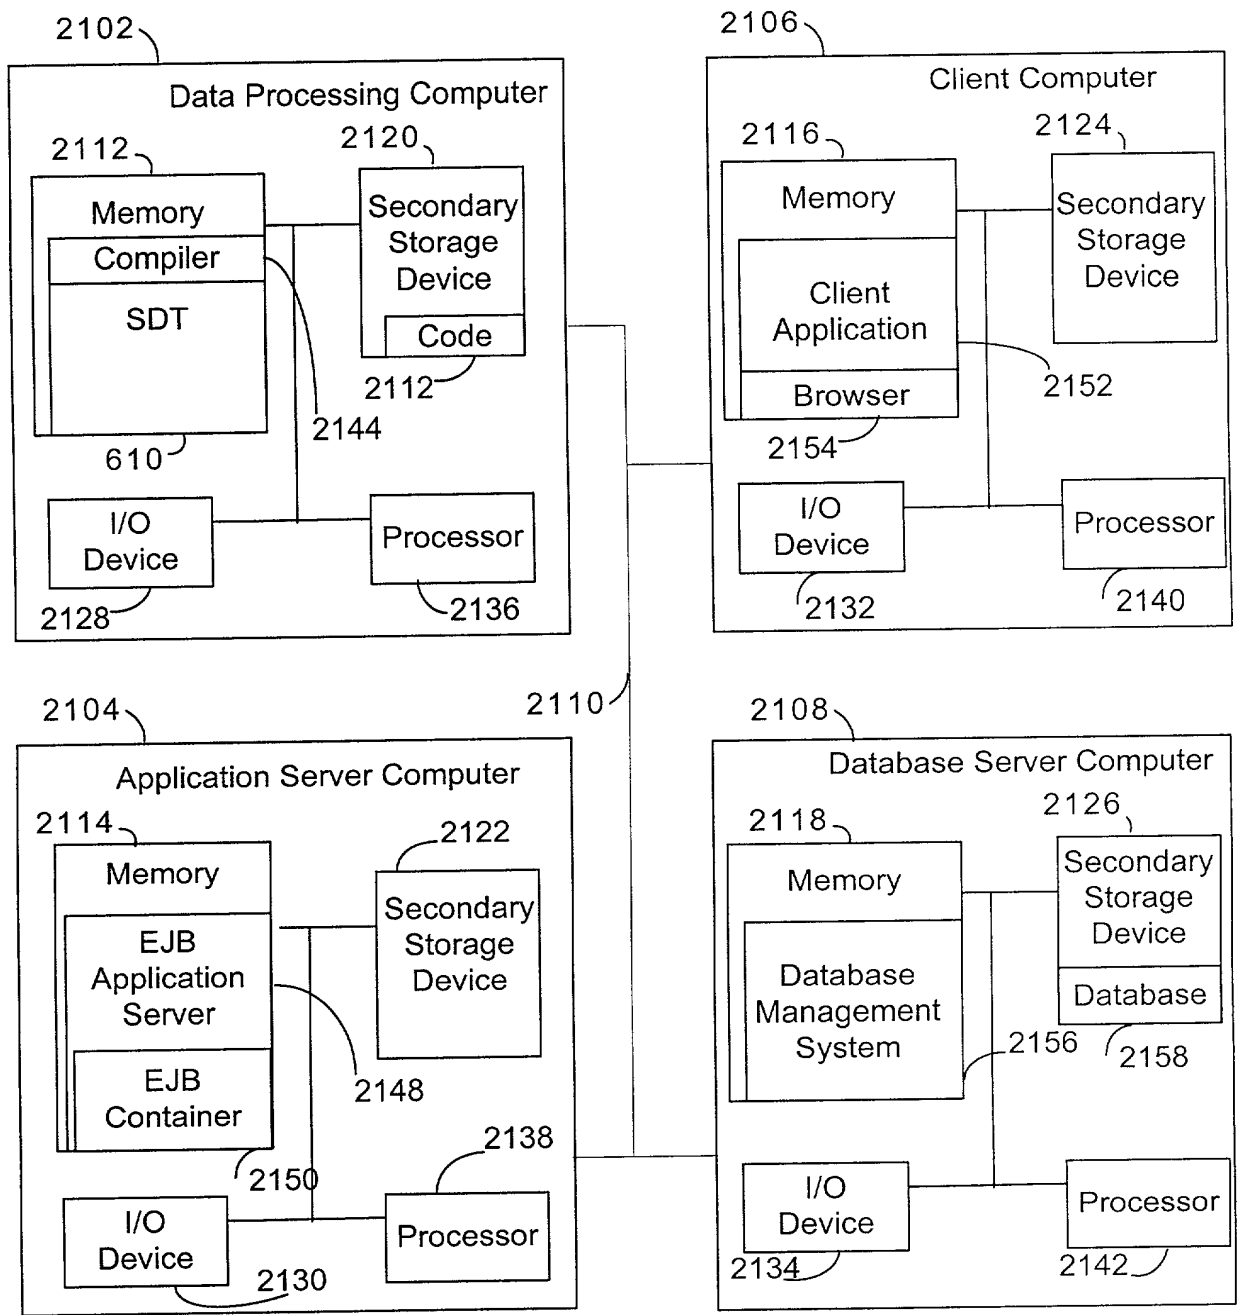 2102
Data Processing Computer
2112
Memory
Compiler
SDT
610
2144
2120
Secondary
Storage
Device
Code
2112
I/O
Device
2128
Processor
2136
2106
Client Computer
2116
Memory
Client
Application
Browser
2154
2152
2124
Secondary
Storage
Device
I/O
Device
2132
Processor
2140
2110
2104
Application Server Computer
2114
Memory
EJB
Application
Server
EJB
Container
2150
2148
2122
Secondary
Storage
Device
I/O
Device
2130
2138
Processor
2108
Database Server Computer
2118
Memory
Database
Management
System
2156
2126
Secondary
Storage
Device
Database
2158
I/O
Device
2134
Processor
2142